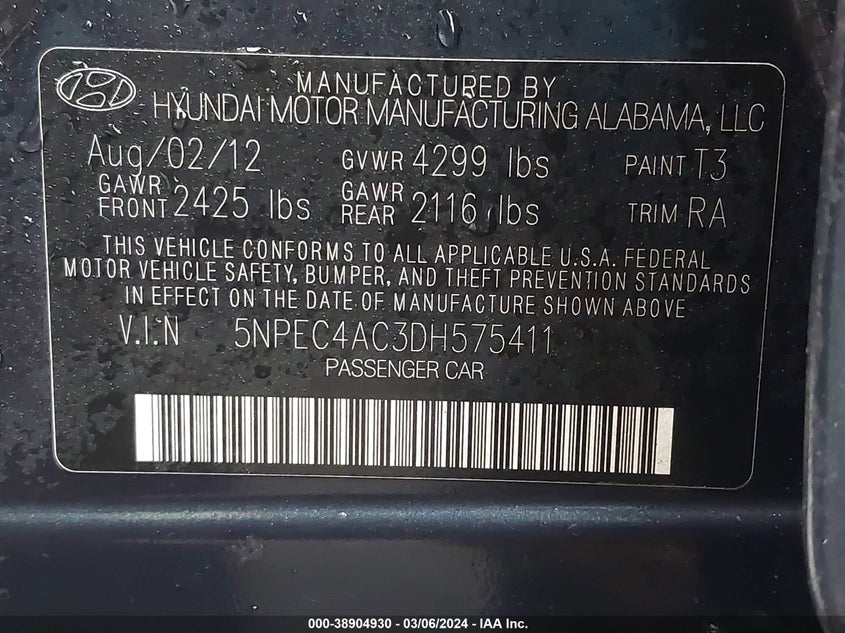 MANUFACTURED BY
HYUNDAI MOTOR MANUFACTURING ALABAMA, LLC
Aug/02/12 GVWR 4299 lbs PAINT T3
GAWR FRONT 2425 lbs GAWR REAR 2116 lbs TRIM RA
THIS VEHICLE CONFORMS TO ALL APPLICABLE U.S.A. FEDERAL
MOTOR VEHICLE SAFETY, BUMPER, AND THEFT PREVENTION STANDARDS
IN EFFECT ON THE DATE OF MANUFACTURE SHOWN ABOVE
V.I.N 5NPEC4AC3DH575411
PASSENGER CAR
000-38904930 - 03/06/2024 - IAA Inc.